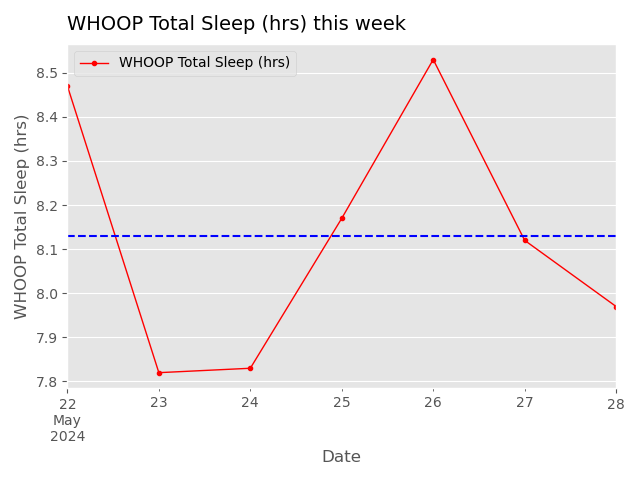 WHOOP Total Sleep (hrs) this week
WHOOP Total Sleep (hrs)
WHOOP Total Sleep (hrs)
8.5
8.4
8.3
8.2
8.1
8.0
7.9
7.8
22 23 24 25 26 27 28
May
2024
Date